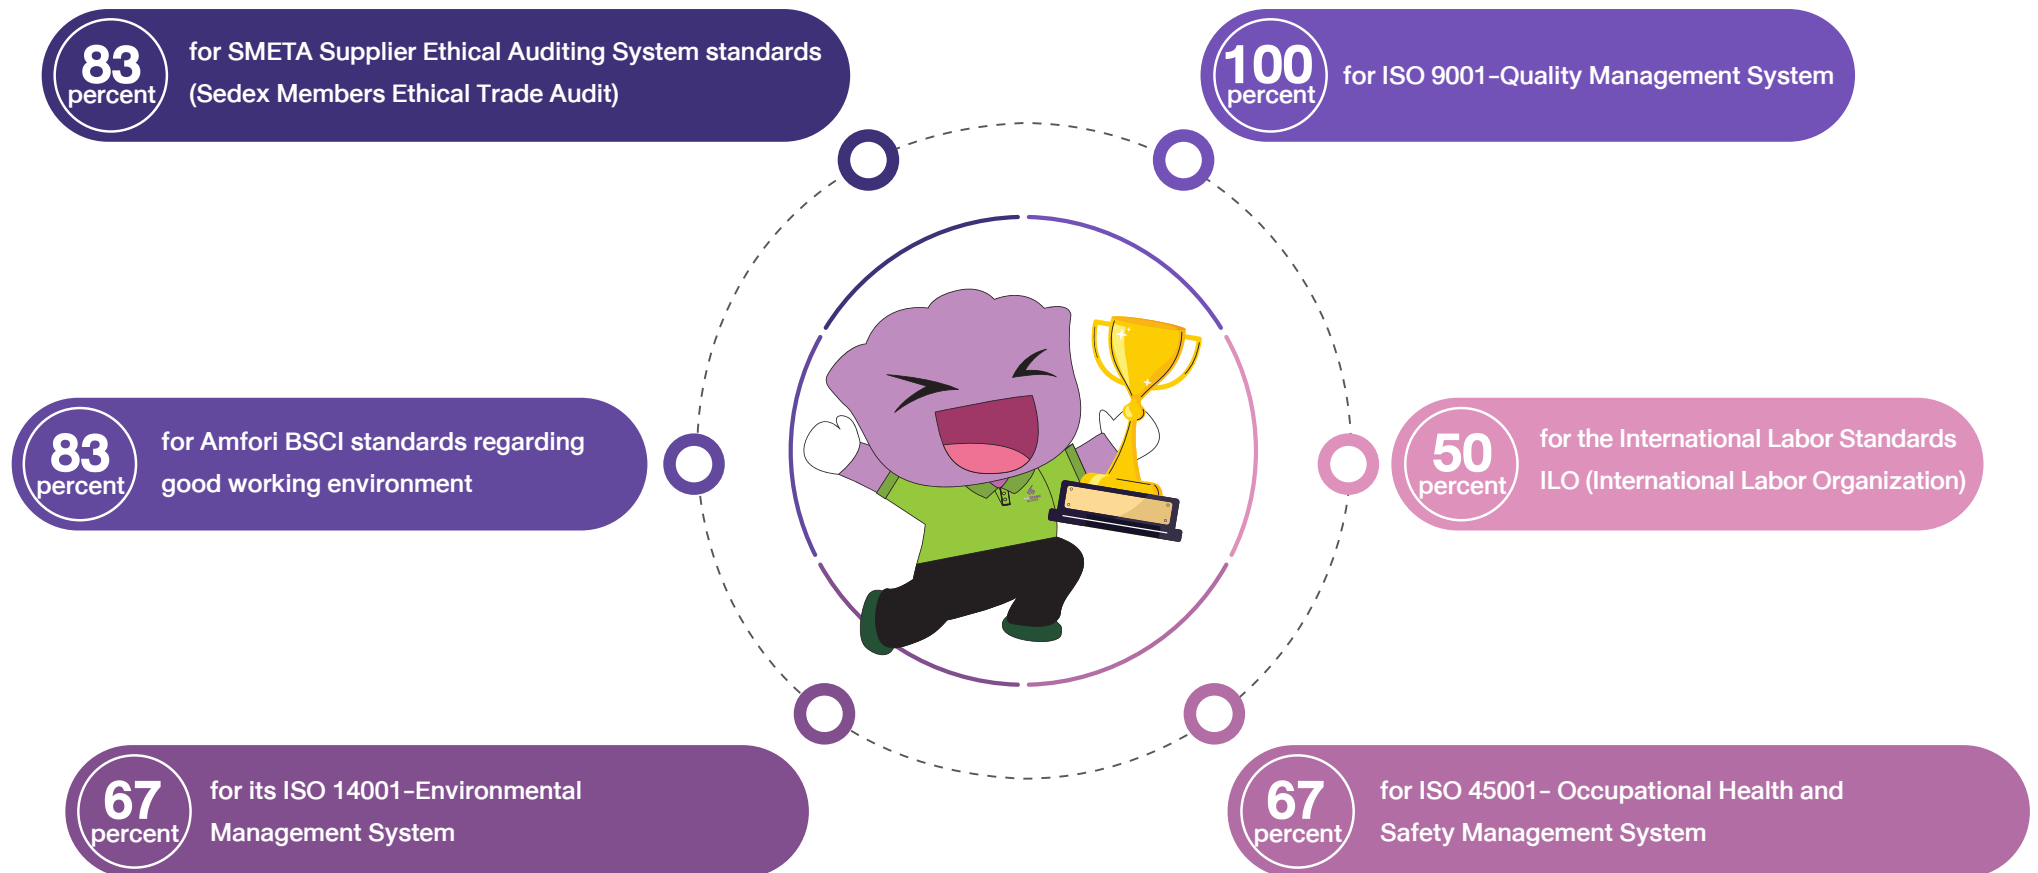 83
percent
for SMETA Supplier Ethical Auditing System standards
(Sedex Members Ethical Trade Audit)
100
percent
for ISO 9001-Quality Management System
83
percent
for Amfori BSCI standards regarding
good working environment
50
percent
for the International Labor Standards
ILO (International Labor Organization)
67
percent
for its ISO 14001-Environmental
Management System
67
percent
for ISO 45001- Occupational Health and
Safety Management System